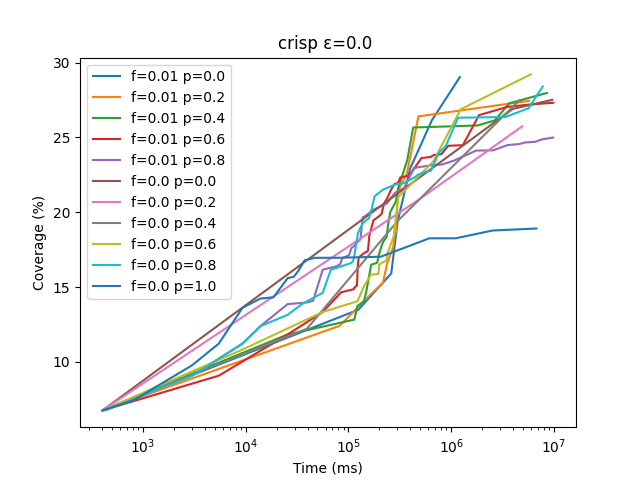 crisp ε=0.0
30
25
20
15
10
Coverage (%)
f=0.01 p=0.0
f=0.01 p=0.2
f=0.01 p=0.4
f=0.01 p=0.6
f=0.01 p=0.8
f=0.0 p=0.0
f=0.0 p=0.2
f=0.0 p=0.4
f=0.0 p=0.6
f=0.0 p=0.8
f=0.0 p=1.0
10³ 10⁴ 10⁵ 10⁶ 10⁷
Time (ms)